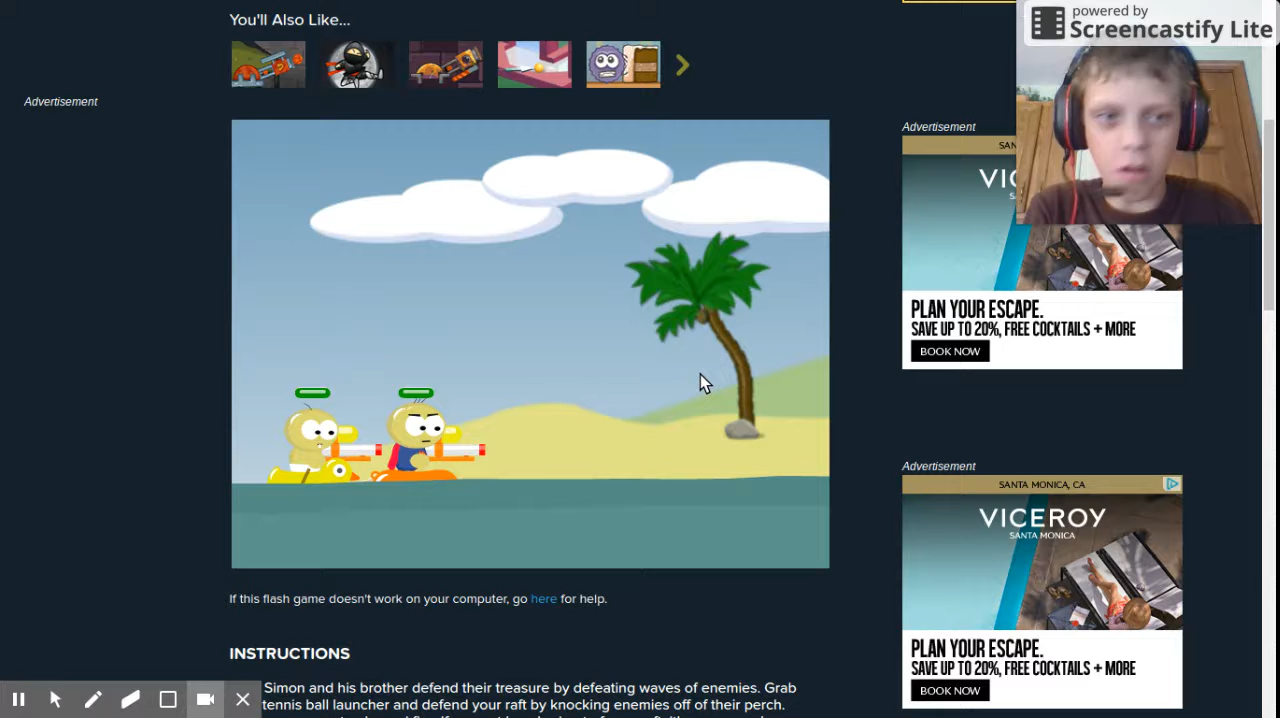 You'll Also Like...
powered by
Screencastify Lite
Advertisement
Advertisement
SAN
VI
PLAN YOUR ESCAPE.
SAVE UP TO 20%, FREE COCKTAILS + MORE
BOOK NOW
Advertisement
SANTA MONICA, CA
VICEROY
SANTA MONICA
PLAN YOUR ESCAPE.
SAVE UP TO 20%, FREE COCKTAILS + MORE
BOOK NOW
If this flash game doesn't work on your computer, go here for help.
INSTRUCTIONS
Simon and his brother defend their treasure by defeating waves of enemies. Grab
tennis ball launcher and defend your raft by knocking enemies off of their perch.